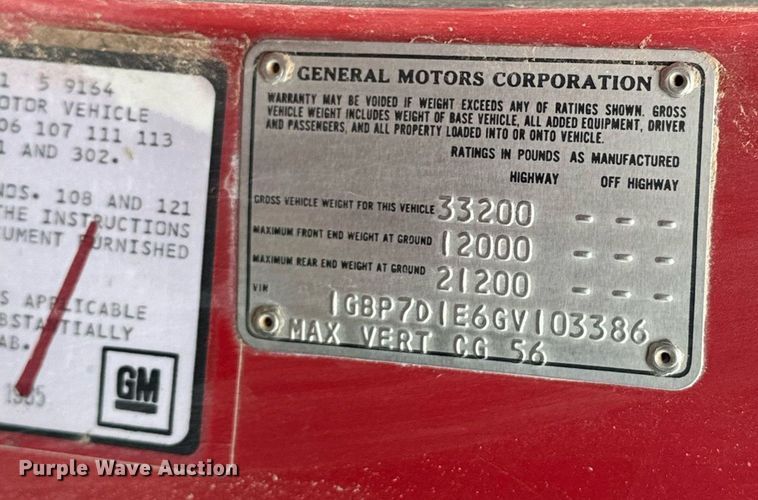 5 9164
OTOR VEHICLE
06 107 111 113
1 AND 302.
NDS. 108 AND 121
THE INSTRUCTIONS
CUMENT FURNISHED
S APPLICABLE
UBSTANTIALLY
AB.
GM
GENERAL MOTORS CORPORATION
WARRANTY MAY BE VOIDED IF WEIGHT EXCEEDS ANY OF RATINGS SHOWN. GROSS
VEHICLE WEIGHT INCLUDES WEIGHT OF BASE VEHICLE, ALL ADDED EQUIPMENT, DRIVER
AND PASSENGERS, AND ALL PROPERTY LOADED INTO OR ONTO VEHICLE.
RATINGS IN POUNDS AS MANUFACTURED
HIGHWAY OFF HIGHWAY
GROSS VEHICLE WEIGHT FOR THIS VEHICLE 33200 - - -
MAXIMUM FRONT END WEIGHT AT GROUND 12000 - - -
MAXIMUM REAR END WEIGHT AT GROUND 21200 - - -
VIN 1GBP7D1E6GV103386
MAX VERT CG 56
Purple Wave Auction